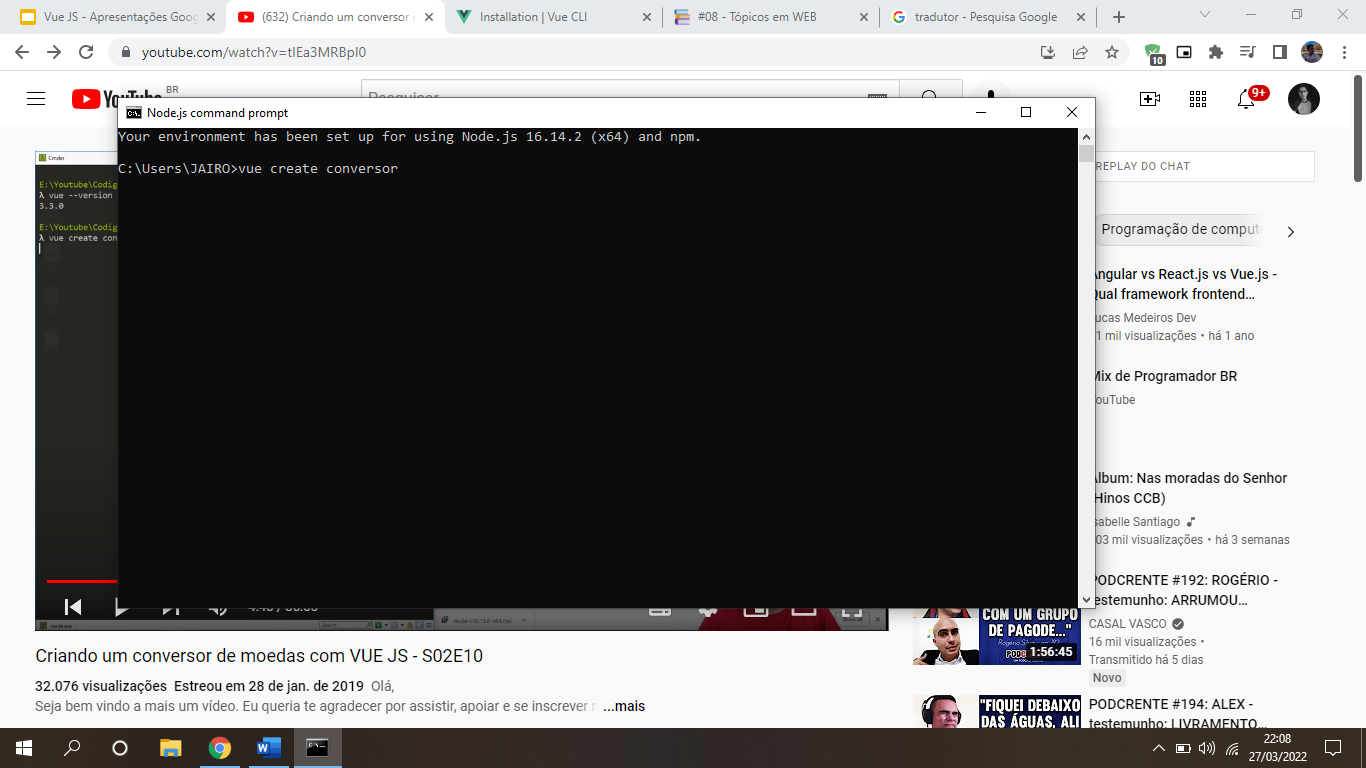 Vue JS - Apresentações Goog
(632) Criando um conversor
Installation | Vue CLI
#08 - Tópicos em WEB
tradutor - Pesquisa Google
youtube.com/watch?v=tlEa3MRBpl0
10
YouTube
BR
Pesquisar
9+
Node.js command prompt
Your environment has been set up for using Node.js 16.14.2 (x64) and npm.
C:\Users\JAIRO>vue create conversor
Cmder
E:\Youtube\Codig
λ vue --version
3.3.0
E:\Youtube\Codig
λ vue create con
REPLAY DO CHAT
Programação de computa
Angular vs React.js vs Vue.js -
Qual framework frontend...
Lucas Medeiros Dev
1 mil visualizações • há 1 ano
Mix de Programador BR
YouTube
Álbum: Nas moradas do Senhor
(Hinos CCB)
Isabelle Santiago
03 mil visualizações • há 3 semanas
PODCRENTE #192: ROGÉRIO -
testemunho: ARRUMOU...
CASAL VASCO
16 mil visualizações •
Transmitido há 5 dias
Novo
COM UM GRUPO
DE PAGODE..."
1:56:45
PODCRENTE #194: ALEX -
testemunho: LIVRAMENTO...
"FIQUEI DEBAIXO
DAS ÁGUAS, ALI
node.exe
Criando um conversor de moedas com VUE JS - S02E10
32.076 visualizações Estreou em 28 de jan. de 2019 Olá,
Seja bem vindo a mais um vídeo. Eu queria te agradecer por assistir, apoiar e se inscrever n ...mais
22:08
27/03/2022